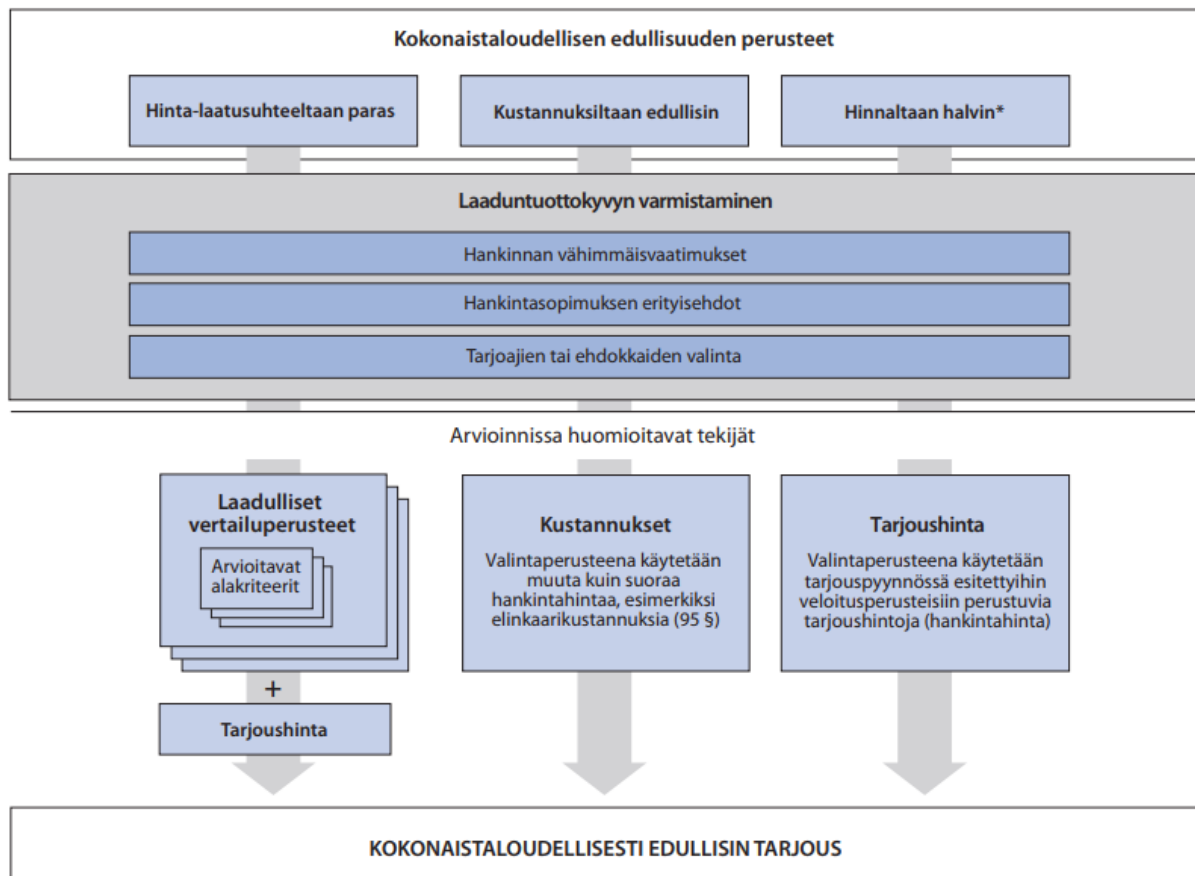 Kokonaistaloudellisen edullisuuden perusteet
Hinta-laatusuhteeltaan paras
Kustannuksiltaan edullisin
Hinnaltaan halvin*
Laaduntuottokyvyn varmistaminen
Hankinnan vähimmäisvaatimukset
Hankintasopimuksen erityisehdot
Tarjoajien tai ehdokkaiden valinta
Arvioinnissa huomioitavat tekijät
Laadulliset
vertailuperusteet
Arvioitavat
alakriteerit
+
Tarjoushinta
Kustannukset
Valintaperusteena käytetään
muuta kuin suoraa
hankintahintaa, esimerkiksi
elinkaarikustannuksia (95 §)
Tarjoushinta
Valintaperusteena käytetään
tarjouspyynnössä esitettyihin
veloitusperusteisiin perustuvia
tarjoushintoja (hankintahinta)
KOKONAISTALOUDELLISESTI EDULLISIN TARJOUS